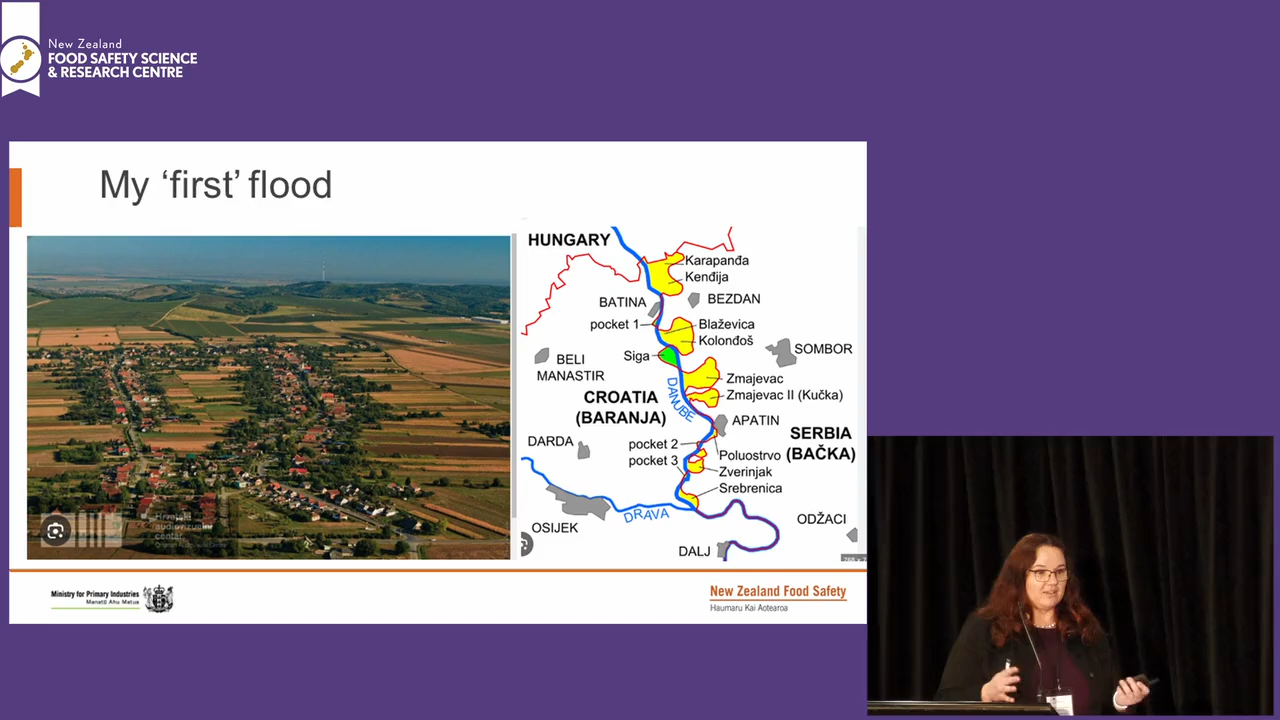 New Zealand
FOOD SAFETY SCIENCE
& RESEARCH CENTRE
My ‘first’ flood
Hrvatski
audiovizualni
centar
HUNGARY
Karapanđa
Kenđija
BATINA
BEZDAN
pocket 1
Blaževica
Kolonđoš
Siga
SOMBOR
BELI
MANASTIR
Zmajevac
DANUBE
Zmajevac II (Kučka)
CROATIA
(BARANJA)
APATIN
SERBIA
(BAČKA)
DARDA
pocket 2
pocket 3
Poluostrvo
Zverinjak
Srebrenica
DRAVA
OSIJEK
ODŽACI
DALJ
Ministry for Primary Industries
Manatū Ahu Matua
New Zealand Food Safety
Haumaru Kai Aotearoa